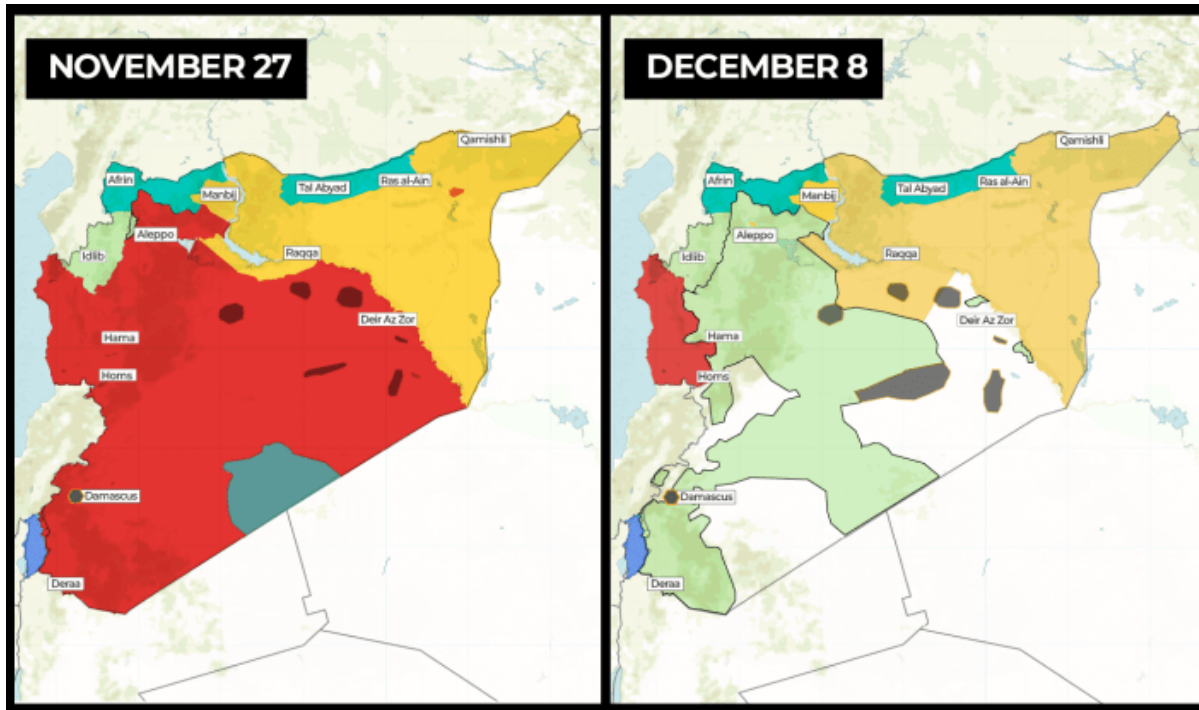 NOVEMBER 27
Qamishli
Afrin
Tal Abyad
Ras al-Ain
Manbij
Aleppo
Idlib
Raqqa
Deir Az Zor
Hama
Homs
Damascus
Deraa
DECEMBER 8
Qamishli
Afrin
Tal Abyad
Ras al-Ain
Manbij
Aleppo
Idlib
Raqqa
Deir Az Zor
Hama
Homs
Damascus
Deraa